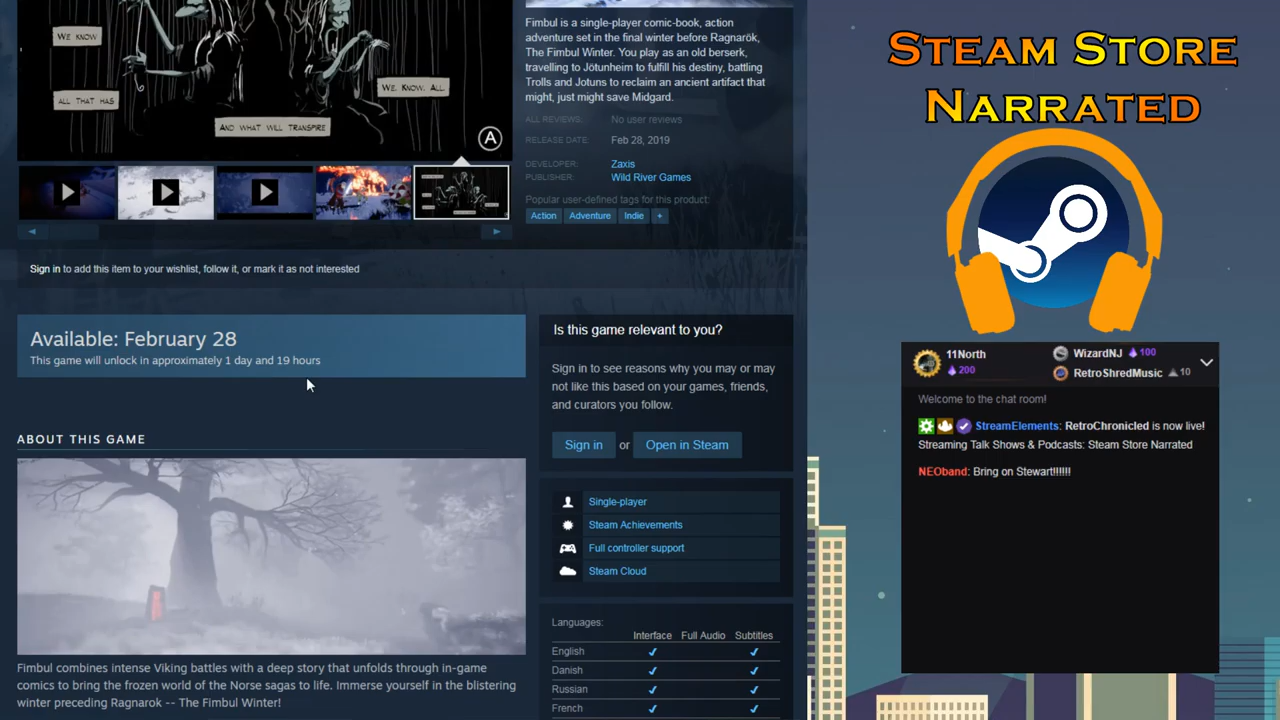 WE KNOW
ALL THAT HAS
WE KNOW. ALL.
AND WHAT WILL TRANSPIRE
A
Fimbul is a single-player comic-book, action
adventure set in the final winter before Ragnarök,
The Fimbul Winter. You play as an old berserk,
travelling to Jötunheim to fulfill his destiny, battling
Trolls and Jotuns to reclaim an ancient artifact that
might, just might save Midgard.
ALL REVIEWS: No user reviews
RELEASE DATE: Feb 28, 2019
DEVELOPER: Zaxis
PUBLISHER: Wild River Games
Popular user-defined tags for this product:
Action Adventure Indie +
Sign in to add this item to your wishlist, follow it, or mark it as not interested
Available: February 28
This game will unlock in approximately 1 day and 19 hours
ABOUT THIS GAME
Fimbul combines intense Viking battles with a deep story that unfolds through in-game
comics to bring the frozen world of the Norse sagas to life. Immerse yourself in the blistering
winter preceding Ragnarok -- The Fimbul Winter!
Is this game relevant to you?
Sign in to see reasons why you may or may
not like this based on your games, friends,
and curators you follow.
Sign in or Open in Steam
Single-player
Steam Achievements
Full controller support
Steam Cloud
Languages:
Interface Full Audio Subtitles
English ✔ ✔
Danish ✔ ✔
Russian ✔ ✔
French ✔ ✔
STEAM STORE
NARRATED
11North
200
WizardNJ 100
RetroShredMusic 10
Welcome to the chat room!
StreamElements: RetroChronicled is now live!
Streaming Talk Shows & Podcasts: Steam Store Narrated
NEOband: Bring on Stewart!!!!!!